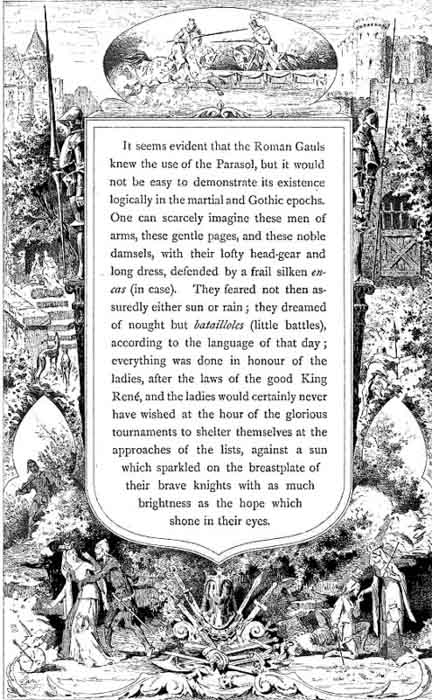 It seems evident that the Roman Gauls
knew the use of the Parasol, but it would
not be easy to demonstrate its existence
logically in the martial and Gothic epochs.
One can scarcely imagine these men of
arms, these gentle pages, and these noble
damsels, with their lofty head-gear and
long dress, defended by a frail silken en-
cas (in case). They feared not then as-
suredly either sun or rain; they dreamed
of nought but batailloles (little battles),
according to the language of that day;
everything was done in honour of the
ladies, after the laws of the good King
René, and the ladies would certainly never
have wished at the hour of the glorious
tournaments to shelter themselves at the
approaches of the lists, against a sun
which sparkled on the breastplate of
their brave knights with as much
brightness as the hope which
shone in their eyes.